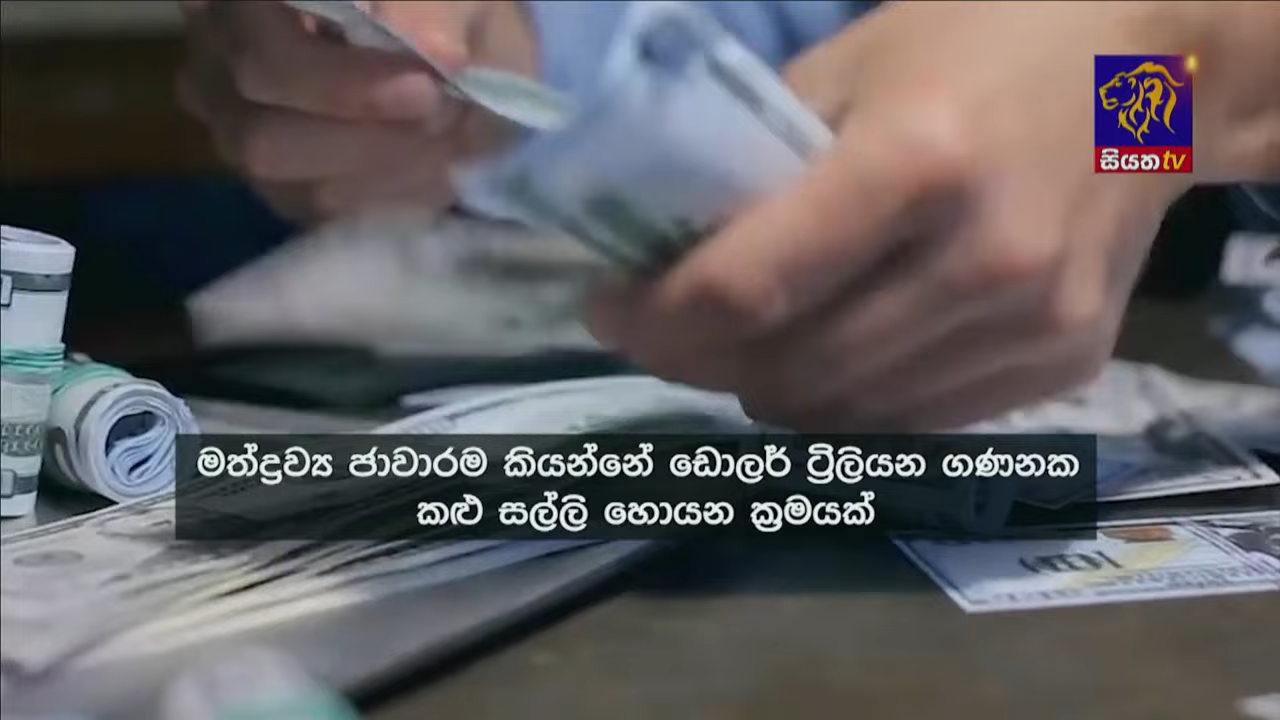 සියත tv
මත්ද්‍රව්‍ය ජාවාරම කියන්නේ ඩොලර් ට්‍රිලියන ගණනක
කළු සල්ලි හොයන ක්‍රමයක්